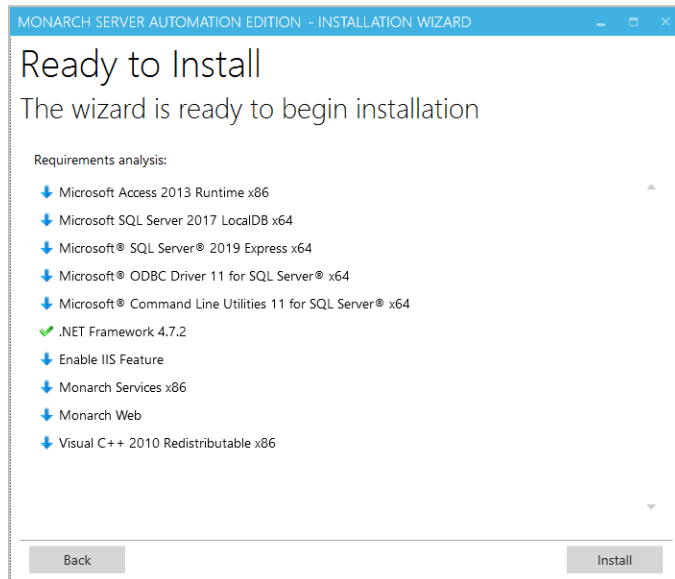 MONARCH SERVER AUTOMATION EDITION - INSTALLATION WIZARD
Ready to Install
The wizard is ready to begin installation
Requirements analysis:
Microsoft Access 2013 Runtime x86
Microsoft SQL Server 2017 LocalDB x64
Microsoft® SQL Server® 2019 Express x64
Microsoft® ODBC Driver 11 for SQL Server® x64
Microsoft® Command Line Utilities 11 for SQL Server® x64
.NET Framework 4.7.2
Enable IIS Feature
Monarch Services x86
Monarch Web
Visual C++ 2010 Redistributable x86
Back Install